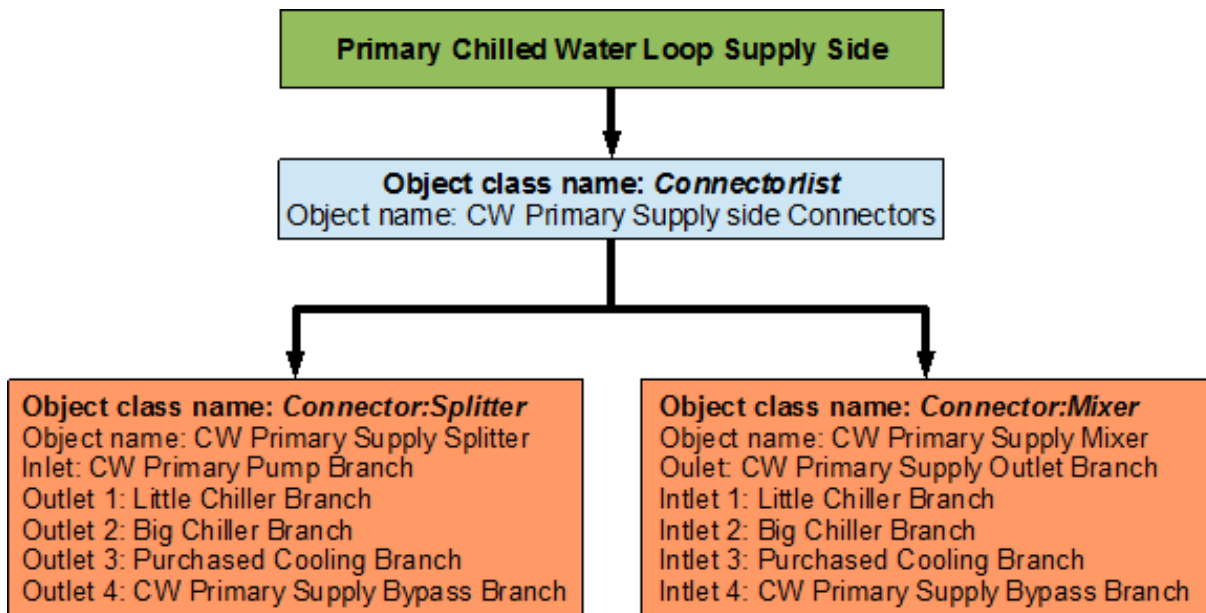 Primary Chilled Water Loop Supply Side
Object class name: Connectorlist
Object name: CW Primary Supply side Connectors
Object class name: Connector:Splitter
Object name: CW Primary Supply Splitter
Inlet: CW Primary Pump Branch
Outlet 1: Little Chiller Branch
Outlet 2: Big Chiller Branch
Outlet 3: Purchased Cooling Branch
Outlet 4: CW Primary Supply Bypass Branch
Object class name: Connector:Mixer
Object name: CW Primary Supply Mixer
Oulet: CW Primary Supply Outlet Branch
Intlet 1: Little Chiller Branch
Intlet 2: Big Chiller Branch
Intlet 3: Purchased Cooling Branch
Intlet 4: CW Primary Supply Bypass Branch